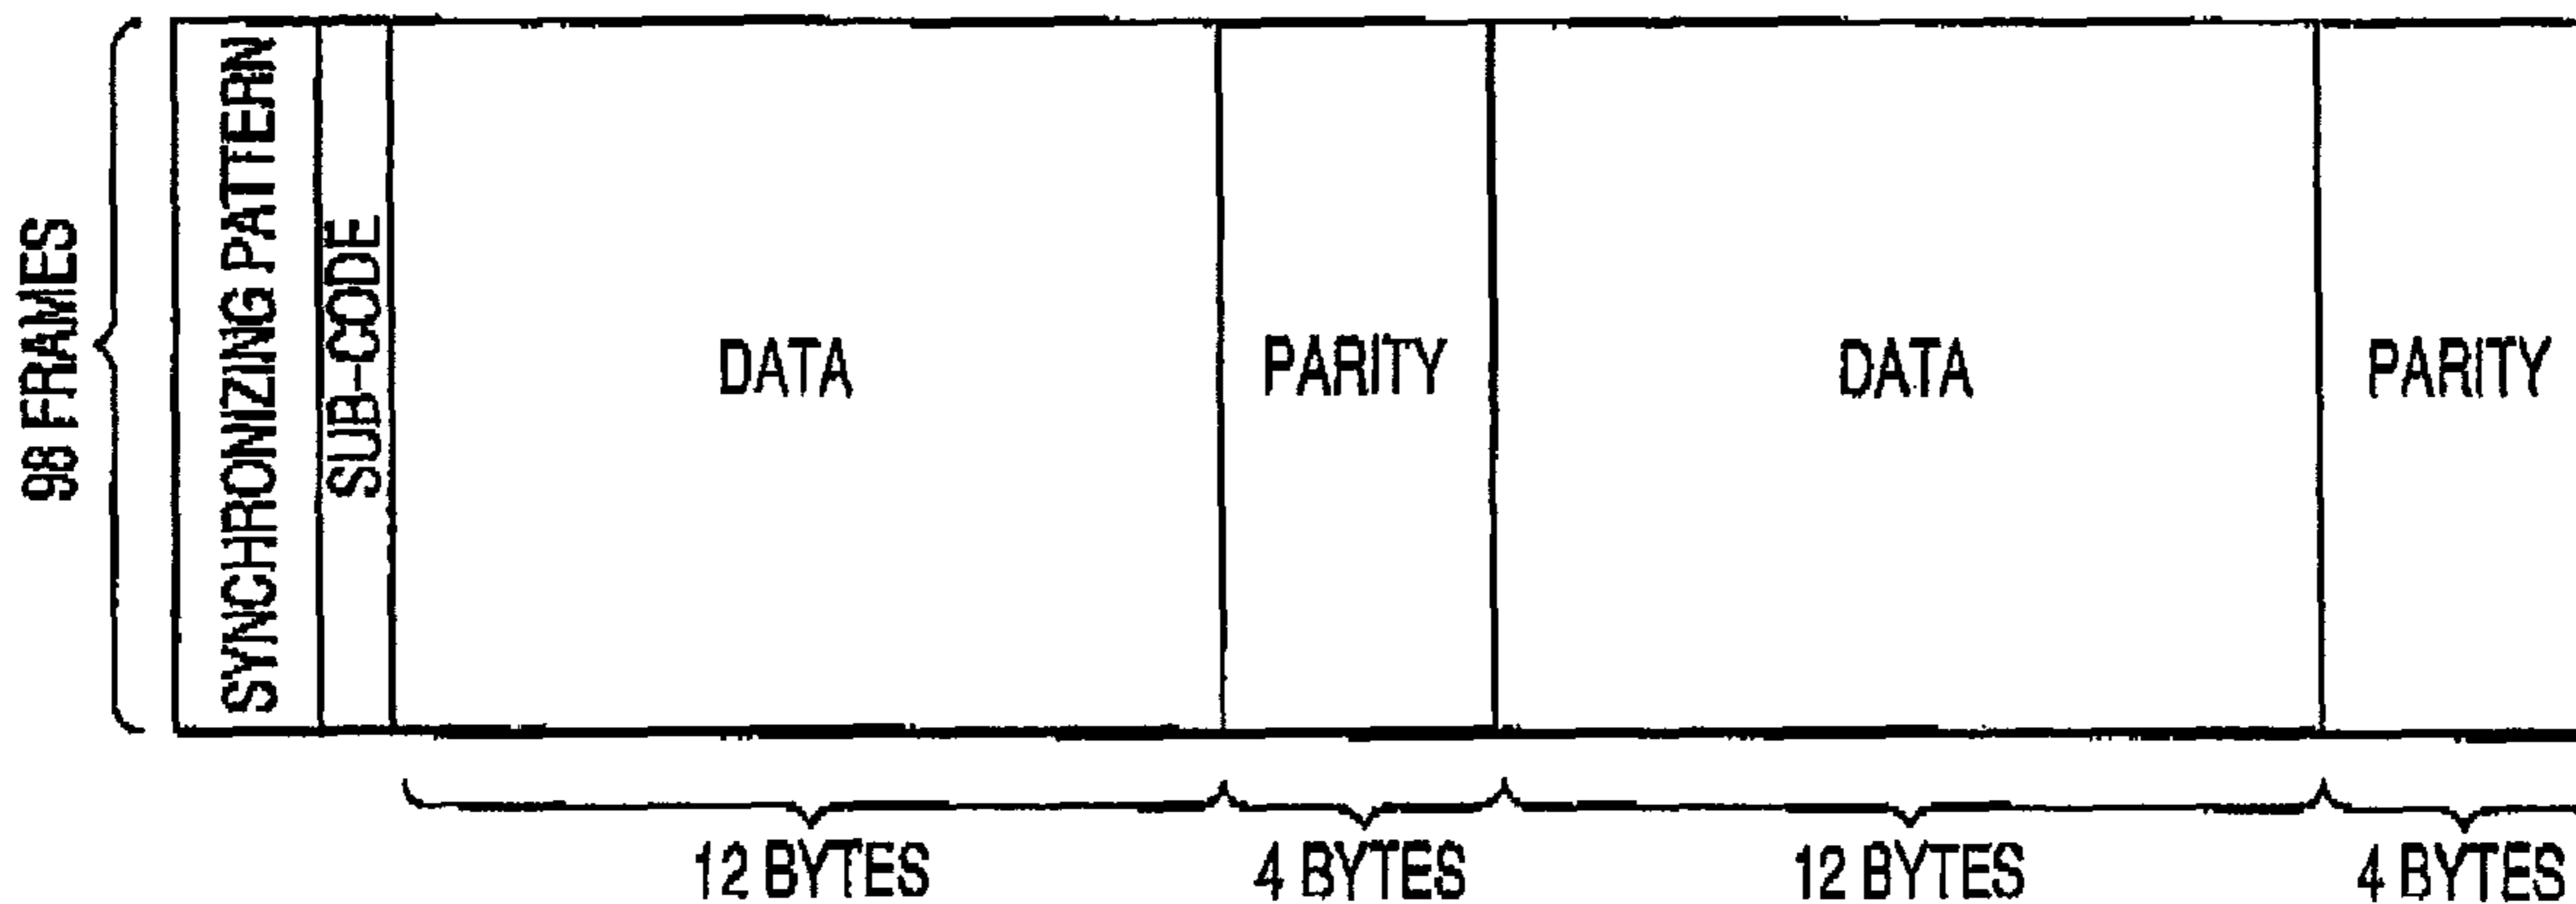 98 FRAMES
SYNCHRONIZING PATTERN
SUB-CODE
DATA
PARITY
DATA
PARITY
12 BYTES
4 BYTES
12 BYTES
4 BYTES